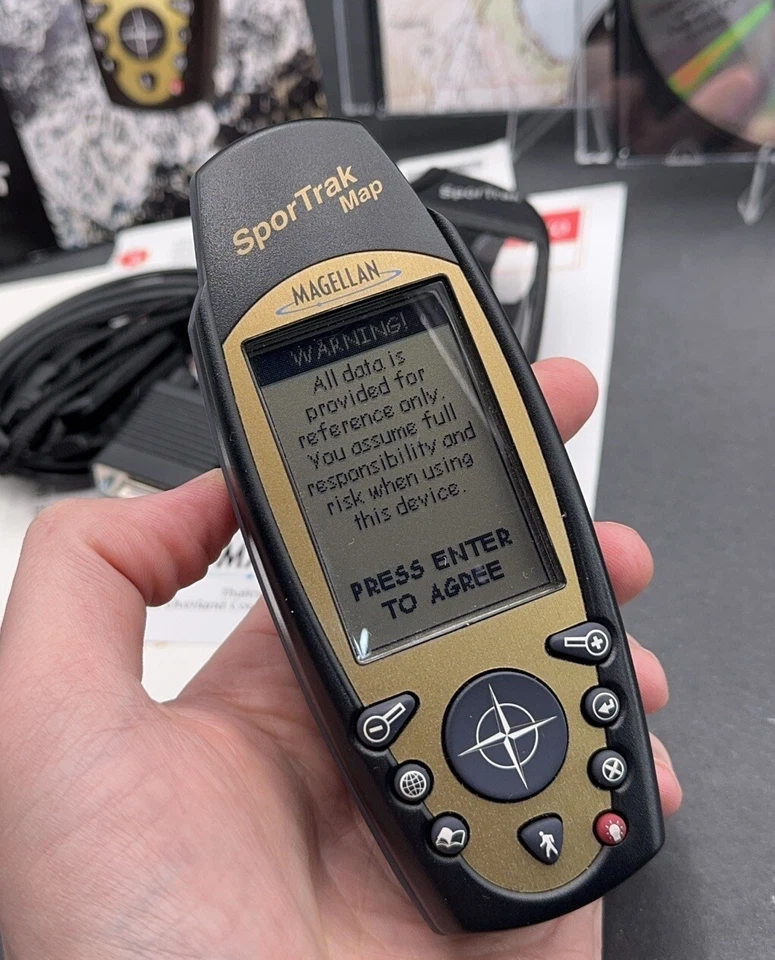 SporTrak
Map
MAGELLAN
WARNING!
All data is
provided for
reference only.
You assume full
responsibility and
risk when using
this device.
PRESS ENTER
TO AGREE
SporTrak